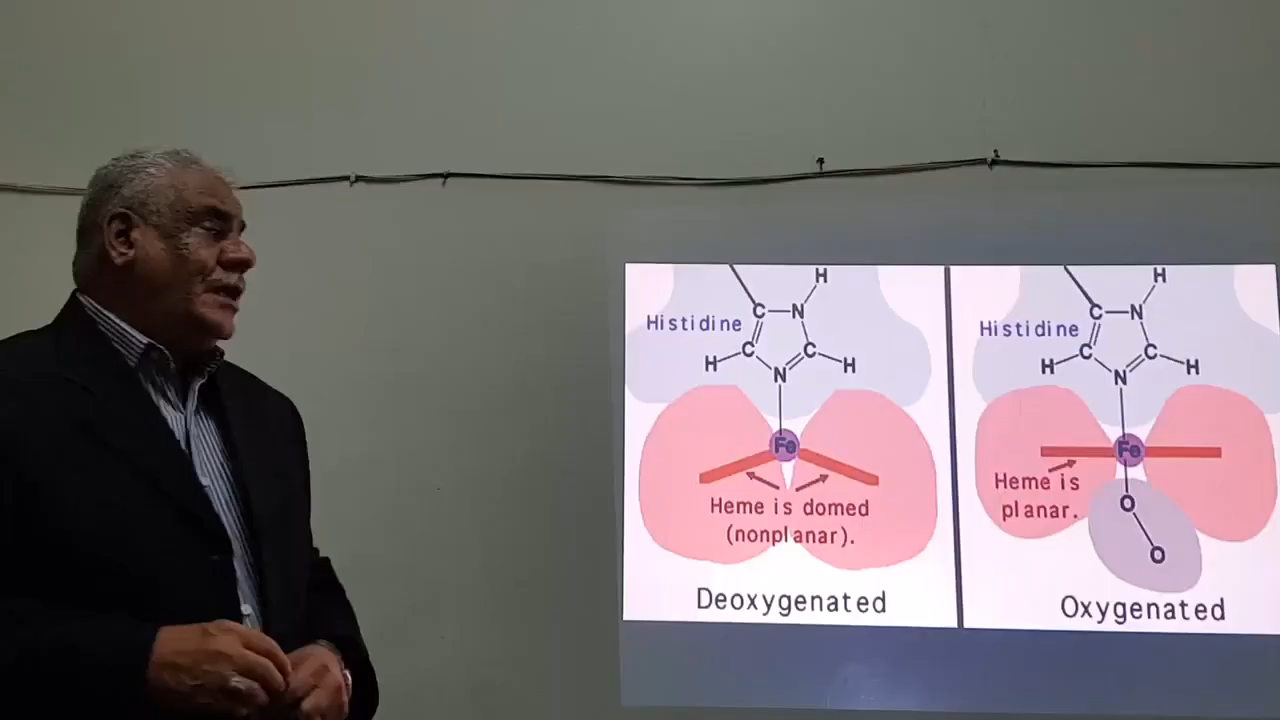 H
Histidine
C
N
H
C
C
H
N
Fe
Heme is domed
(nonplanar).
Deoxygenated
H
Histidine
C
N
H
C
C
H
N
Fe
Heme is
planar.
O
O
Oxygenated